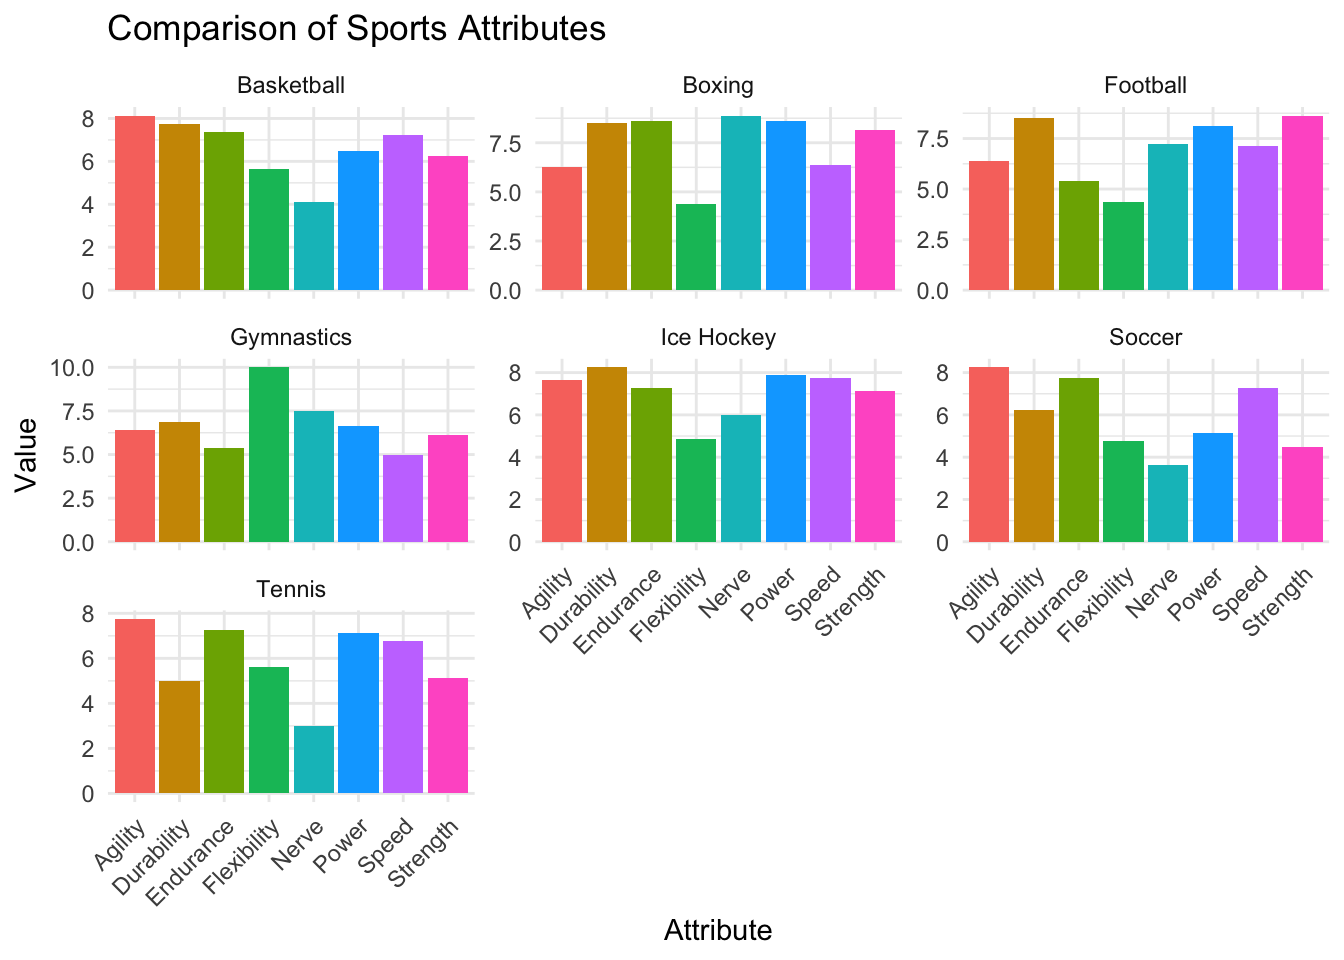 Comparison of Sports Attributes
Basketball
Boxing
Football
8
6
4
2
0
7.5
5.0
2.5
0.0
7.5
5.0
2.5
0.0
Gymnastics
Ice Hockey
Soccer
Value
10.0
7.5
5.0
2.5
0.0
8
6
4
2
0
8
6
4
2
0
Agility
Durability
Endurance
Flexibility
Nerve
Power
Speed
Strength
Agility
Durability
Endurance
Flexibility
Nerve
Power
Speed
Strength
Tennis
8
6
4
2
0
Agility
Durability
Endurance
Flexibility
Nerve
Power
Speed
Strength
Attribute